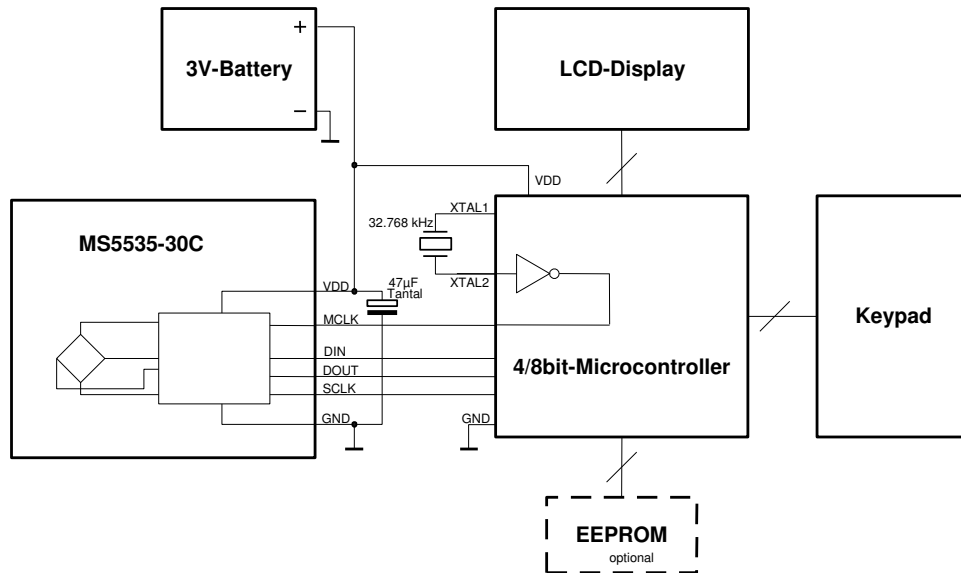 +
3V-Battery
−
LCD-Display
VDD
MS5535-30C
XTAL1
32.768 kHz
XTAL2
47µF
Tantal
VDD
MCLK
DIN
DOUT
SCLK
GND
GND
4/8bit-Microcontroller
Keypad
EEPROM
optional